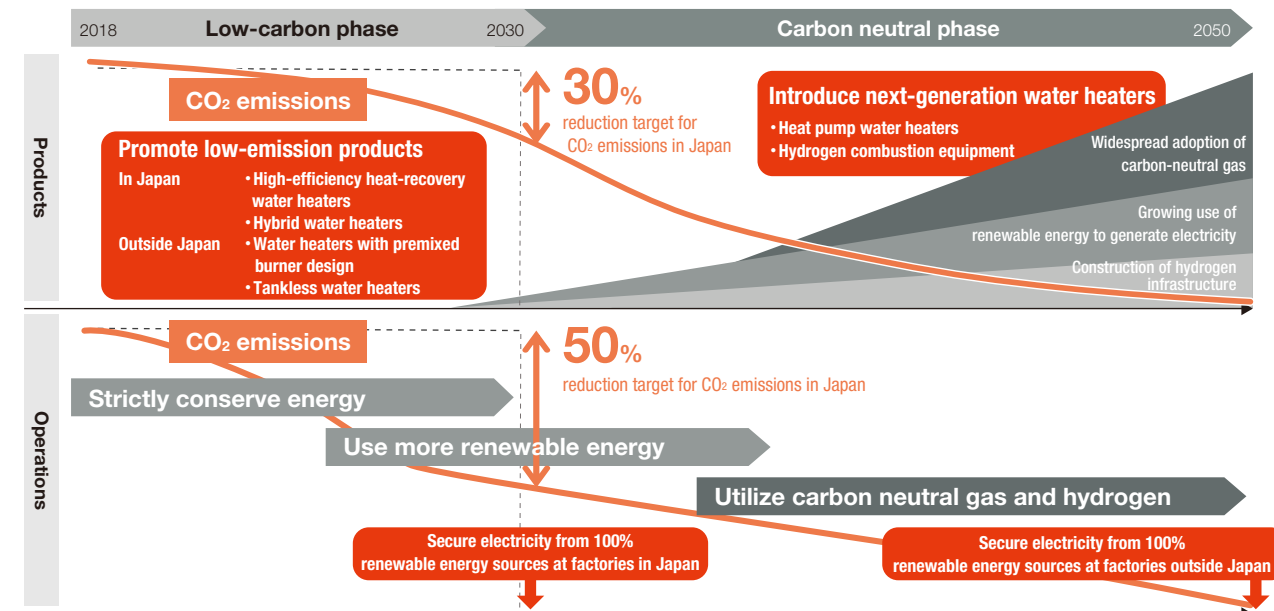 2018
Low-carbon phase
2030
Carbon neutral phase
2050
Products
CO₂ emissions
30%
reduction target for
CO₂ emissions in Japan
Promote low-emission products
In Japan
• High-efficiency heat-recovery
water heaters
• Hybrid water heaters
Outside Japan
• Water heaters with premixed
burner design
• Tankless water heaters
Introduce next-generation water heaters
• Heat pump water heaters
• Hydrogen combustion equipment
Widespread adoption of
carbon-neutral gas
Growing use of
renewable energy to generate electricity
Construction of hydrogen
infrastructure
Operations
CO₂ emissions
50%
reduction target for CO₂ emissions in Japan
Strictly conserve energy
Use more renewable energy
Utilize carbon neutral gas and hydrogen
Secure electricity from 100%
renewable energy sources at factories in Japan
Secure electricity from 100%
renewable energy sources at factories outside Japan